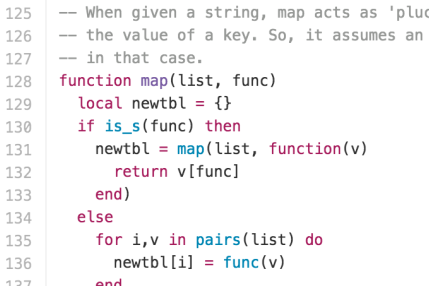 125 -- When given a string, map acts as 'pluc
126 -- the value of a key. So, it assumes an
127 -- in that case.
128 function map(list, func)
129   local newtbl = {}
130   if is_s(func) then
131     newtbl = map(list, function(v)
132       return v[func]
133     end)
134   else
135     for i,v in pairs(list) do
136       newtbl[i] = func(v)
137     end